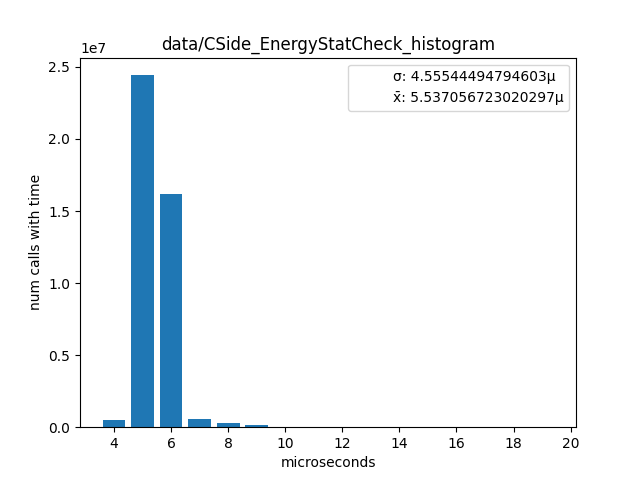 data/CSide_EnergyStatCheck_histogram
1e7
σ: 4.55544494794603μ
x̄: 5.537056723020297μ
2.5
2.0
1.5
1.0
0.5
0.0
num calls with time
4 6 8 10 12 14 16 18 20
microseconds